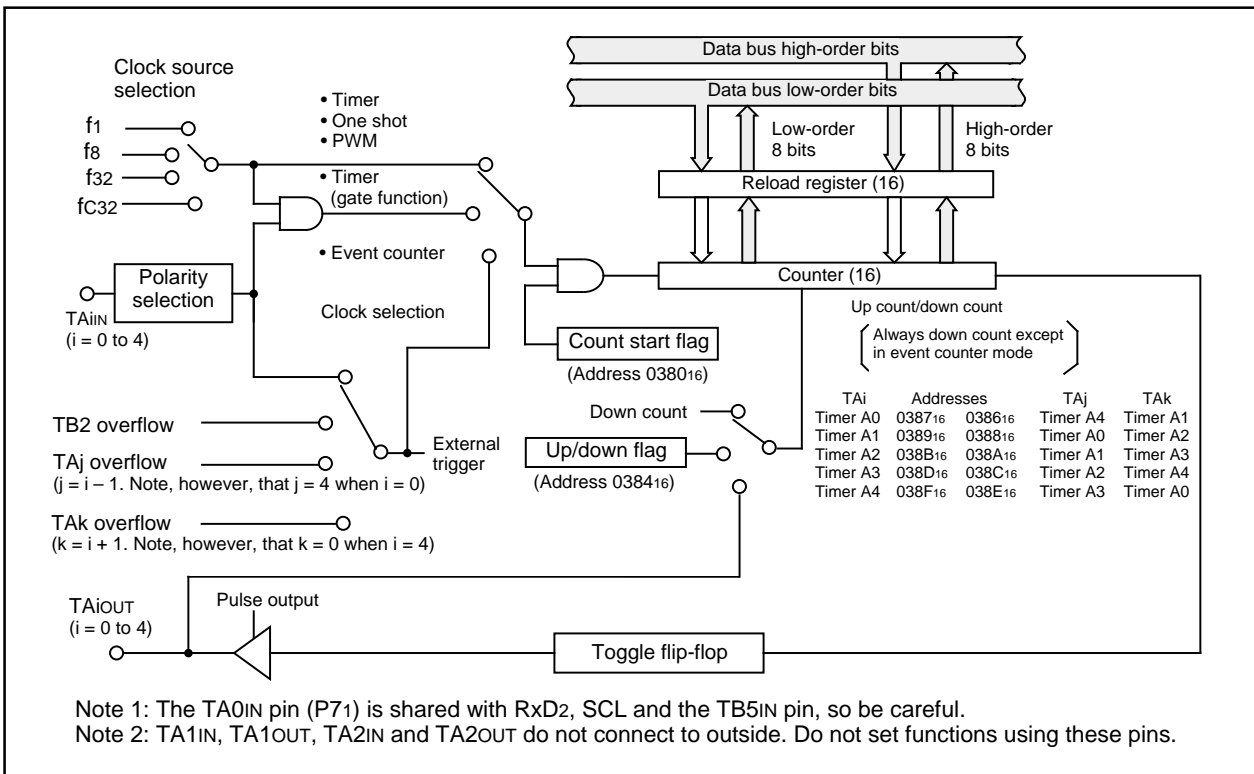 Data bus high-order bits
Data bus low-order bits
Clock source
selection
• Timer
• One shot
• PWM
f1
f8
f32
fC32
Low-order
8 bits
High-order
8 bits
• Timer
(gate function)
Reload register (16)
• Event counter
Polarity
selection
Counter (16)
TAiIN
(i = 0 to 4)
Clock selection
Up count/down count
Always down count except
in event counter mode
Count start flag
(Address 038016)
TAi Addresses TAj TAk
Timer A0 038716 038616 Timer A4 Timer A1
Timer A1 038916 038816 Timer A0 Timer A2
Timer A2 038B16 038A16 Timer A1 Timer A3
Timer A3 038D16 038C16 Timer A2 Timer A4
Timer A4 038F16 038E16 Timer A3 Timer A0
Down count
TB2 overflow
External
trigger
Up/down flag
(Address 038416)
TAj overflow
(j = i – 1. Note, however, that j = 4 when i = 0)
TAk overflow
(k = i + 1. Note, however, that k = 0 when i = 4)
Pulse output
TAiOUT
(i = 0 to 4)
Toggle flip-flop
Note 1: The TA0IN pin (P71) is shared with RxD2, SCL and the TB5IN pin, so be careful.
Note 2: TA1IN, TA1OUT, TA2IN and TA2OUT do not connect to outside. Do not set functions using these pins.